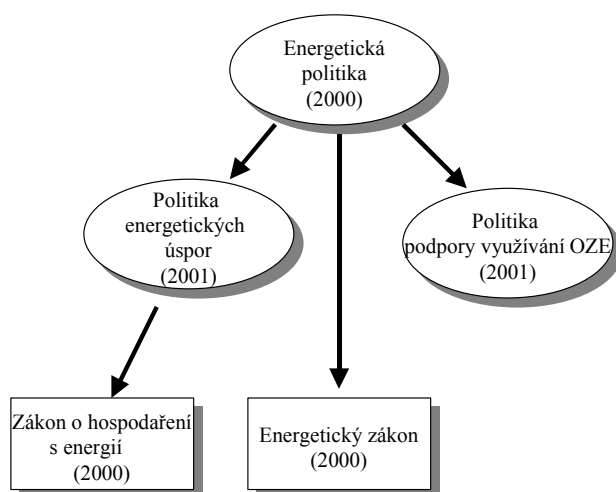 Energetická
politika
(2000)
Politika
energetických
úspor
(2001)
Politika
podpory využívání OZE
(2001)
Zákon o hospodaření
s energií
(2000)
Energetický zákon
(2000)